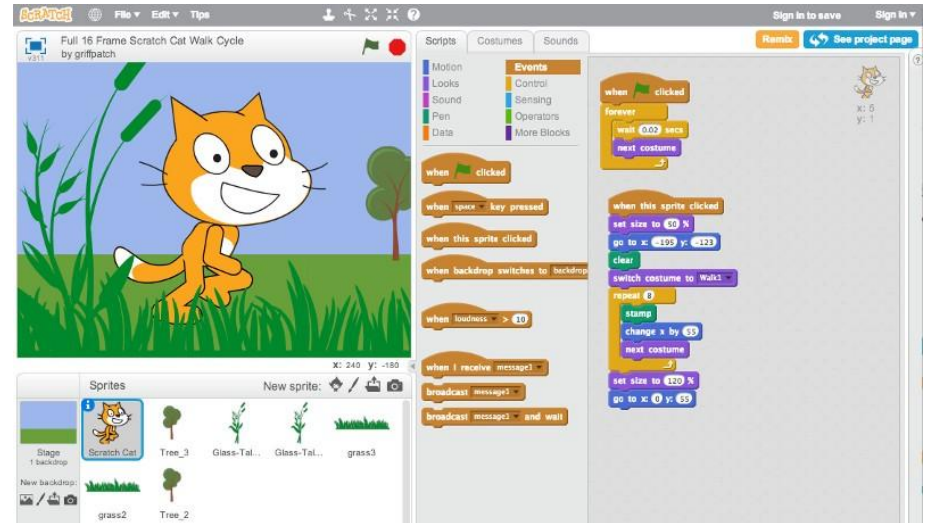 SCRATCH File ▾ Edit ▾ Tips Sign in to save Sign in ▾
Full 16 Frame Scratch Cat Walk Cycle
by griffpatch
v311
Scripts Costumes Sounds
Remix See project page
Motion Events
Looks Control
Sound Sensing
Pen Operators
Data More Blocks
when clicked
when space key pressed
when this sprite clicked
when backdrop switches to backdrop
when loudness > 10
when I receive message1
broadcast message1
broadcast message1 and wait
when clicked
forever
wait 0.02 secs
next costume
when this sprite clicked
set size to 50 %
go to x: -195 y: -123
clear
switch costume to Walk1
repeat 8
stamp
change x by 55
next costume
set size to 120 %
go to x: 0 y: 55
x: 5
y: 1
X: 240 y: -180
Sprites New sprite:
Stage
1 backdrop
New backdrop:
Scratch Cat Tree_3 Glass-Tal... Glass-Tal... grass3
grass2 Tree_2